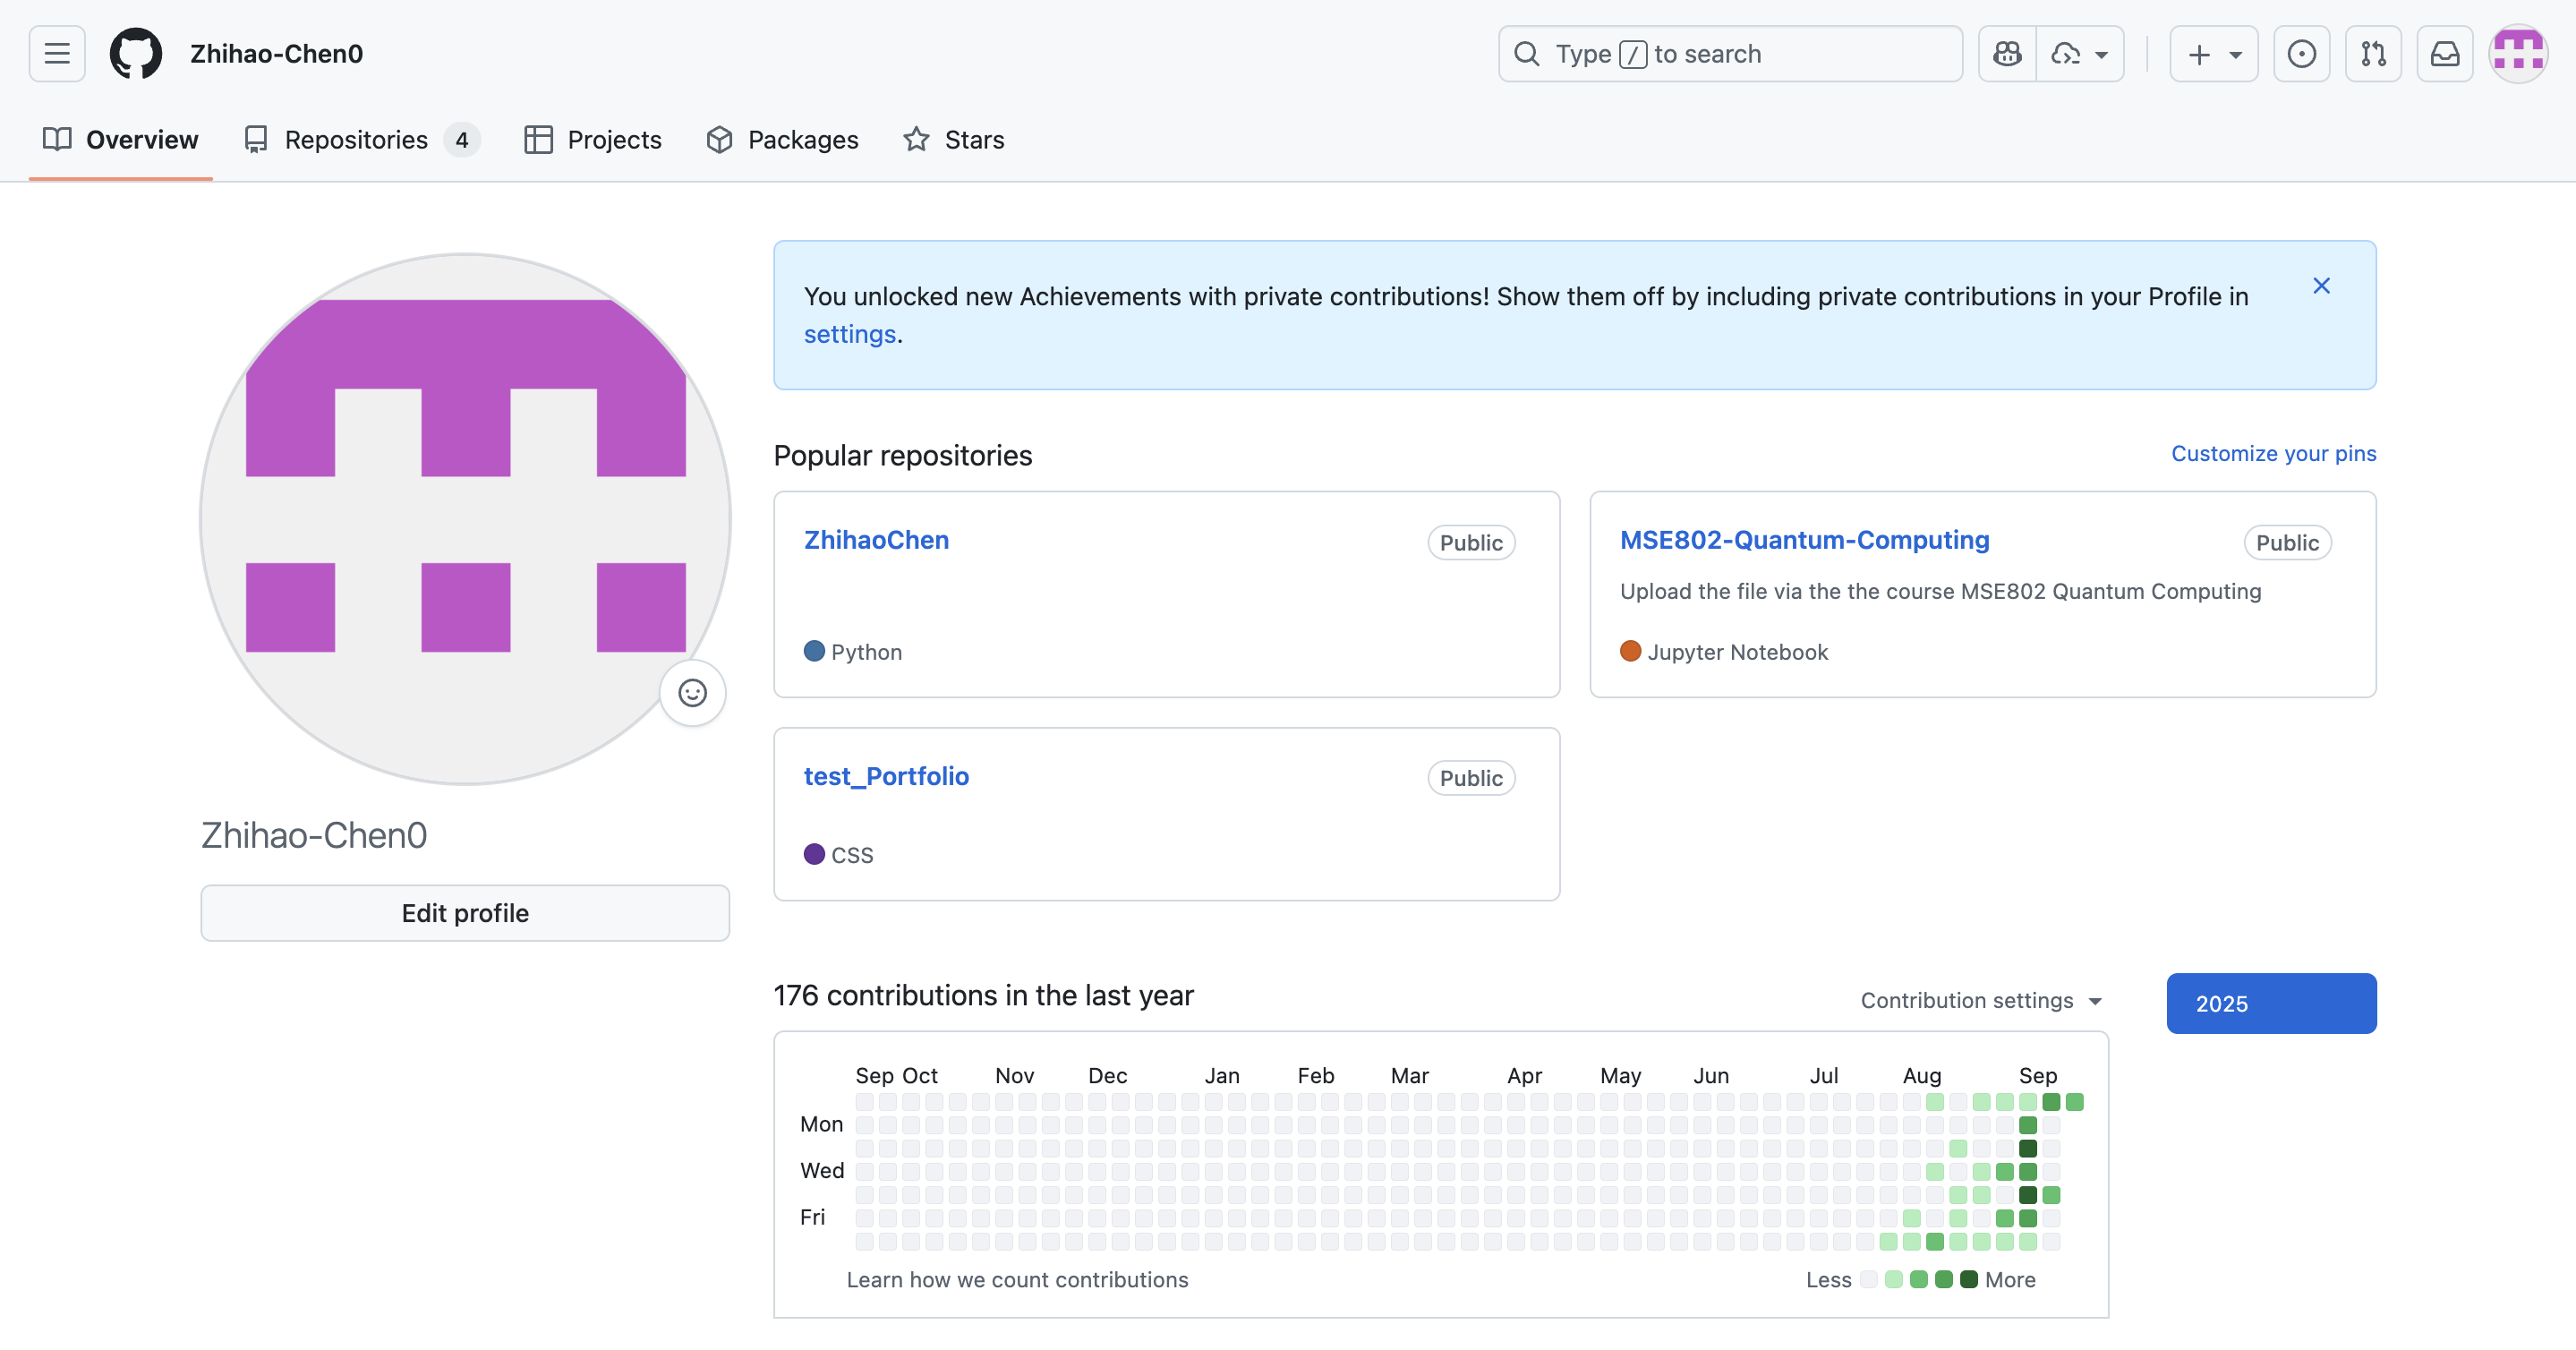 Zhihao-Chen0
Type / to search
Overview
Repositories 4
Projects
Packages
Stars
You unlocked new Achievements with private contributions! Show them off by including private contributions in your Profile in
settings.
Popular repositories
Customize your pins
ZhihaoChen
Public
Python
MSE802-Quantum-Computing
Public
Upload the file via the the course MSE802 Quantum Computing
Jupyter Notebook
test_Portfolio
Public
CSS
Zhihao-Chen0
Edit profile
176 contributions in the last year
Contribution settings
2025
Sep Oct Nov Dec Jan Feb Mar Apr May Jun Jul Aug Sep
Mon
Wed
Fri
Learn how we count contributions
Less
More